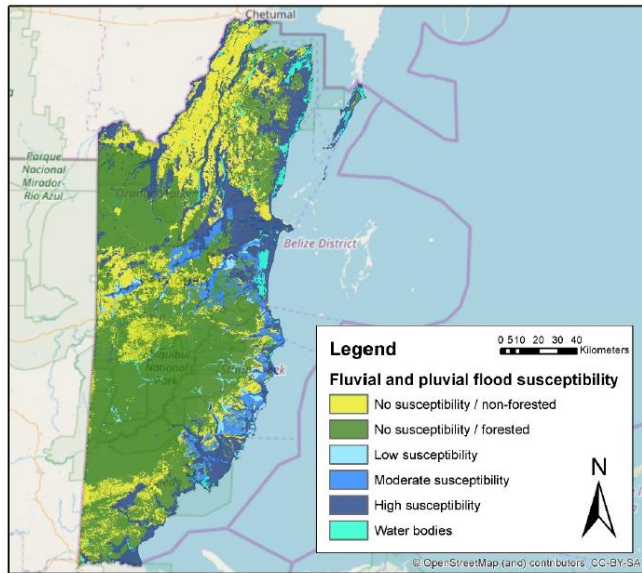 Chetumal
Parque
Nacional
Mirador-
Rio Azul
Belize District
National
Park
Legend
0 5 10 20 30 40
Kilometers
Fluvial and pluvial flood susceptibility
No susceptibility / non-forested
No susceptibility / forested
Low susceptibility
Moderate susceptibility
High susceptibility
Water bodies
N
© OpenStreetMap (and) contributors, CC-BY-SA